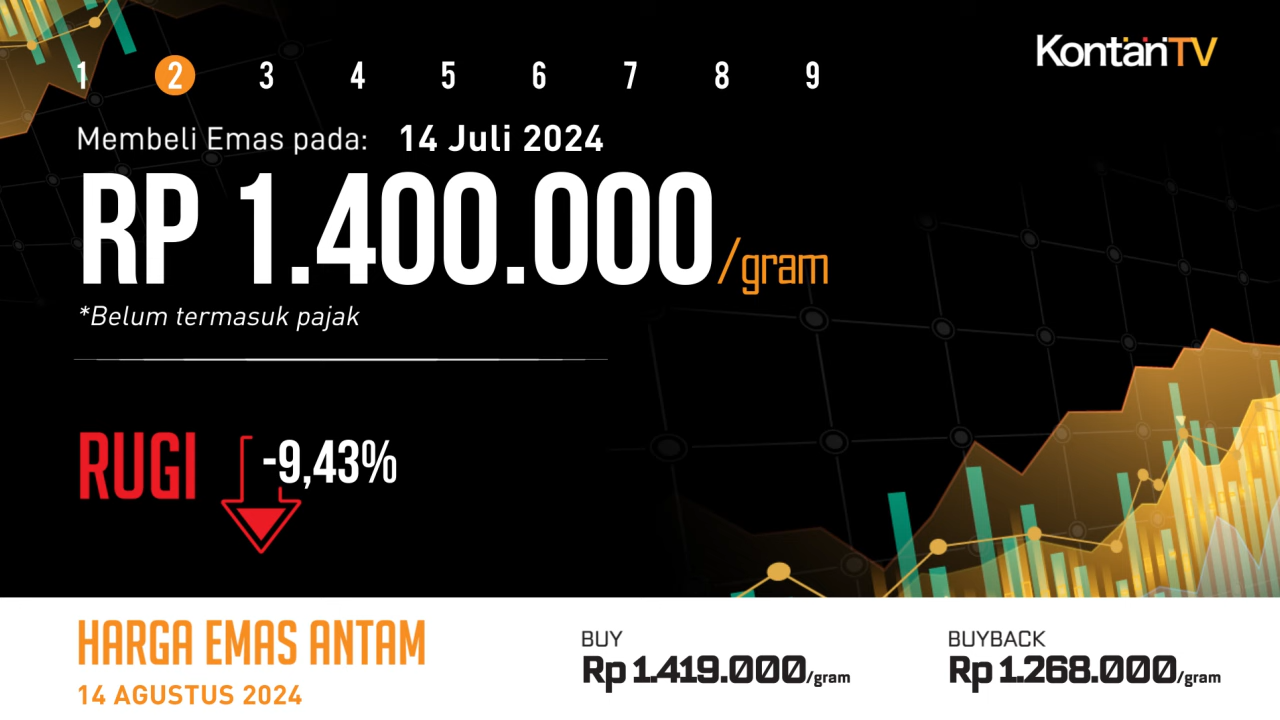 KontanTV
1 2 3 4 5 6 7 8 9
Membeli Emas pada: 14 Juli 2024
RP 1.400.000/gram
*Belum termasuk pajak
RUGI -9,43%
HARGA EMAS ANTAM
14 AGUSTUS 2024
BUY
Rp 1.419.000/gram
BUYBACK
Rp 1.268.000/gram